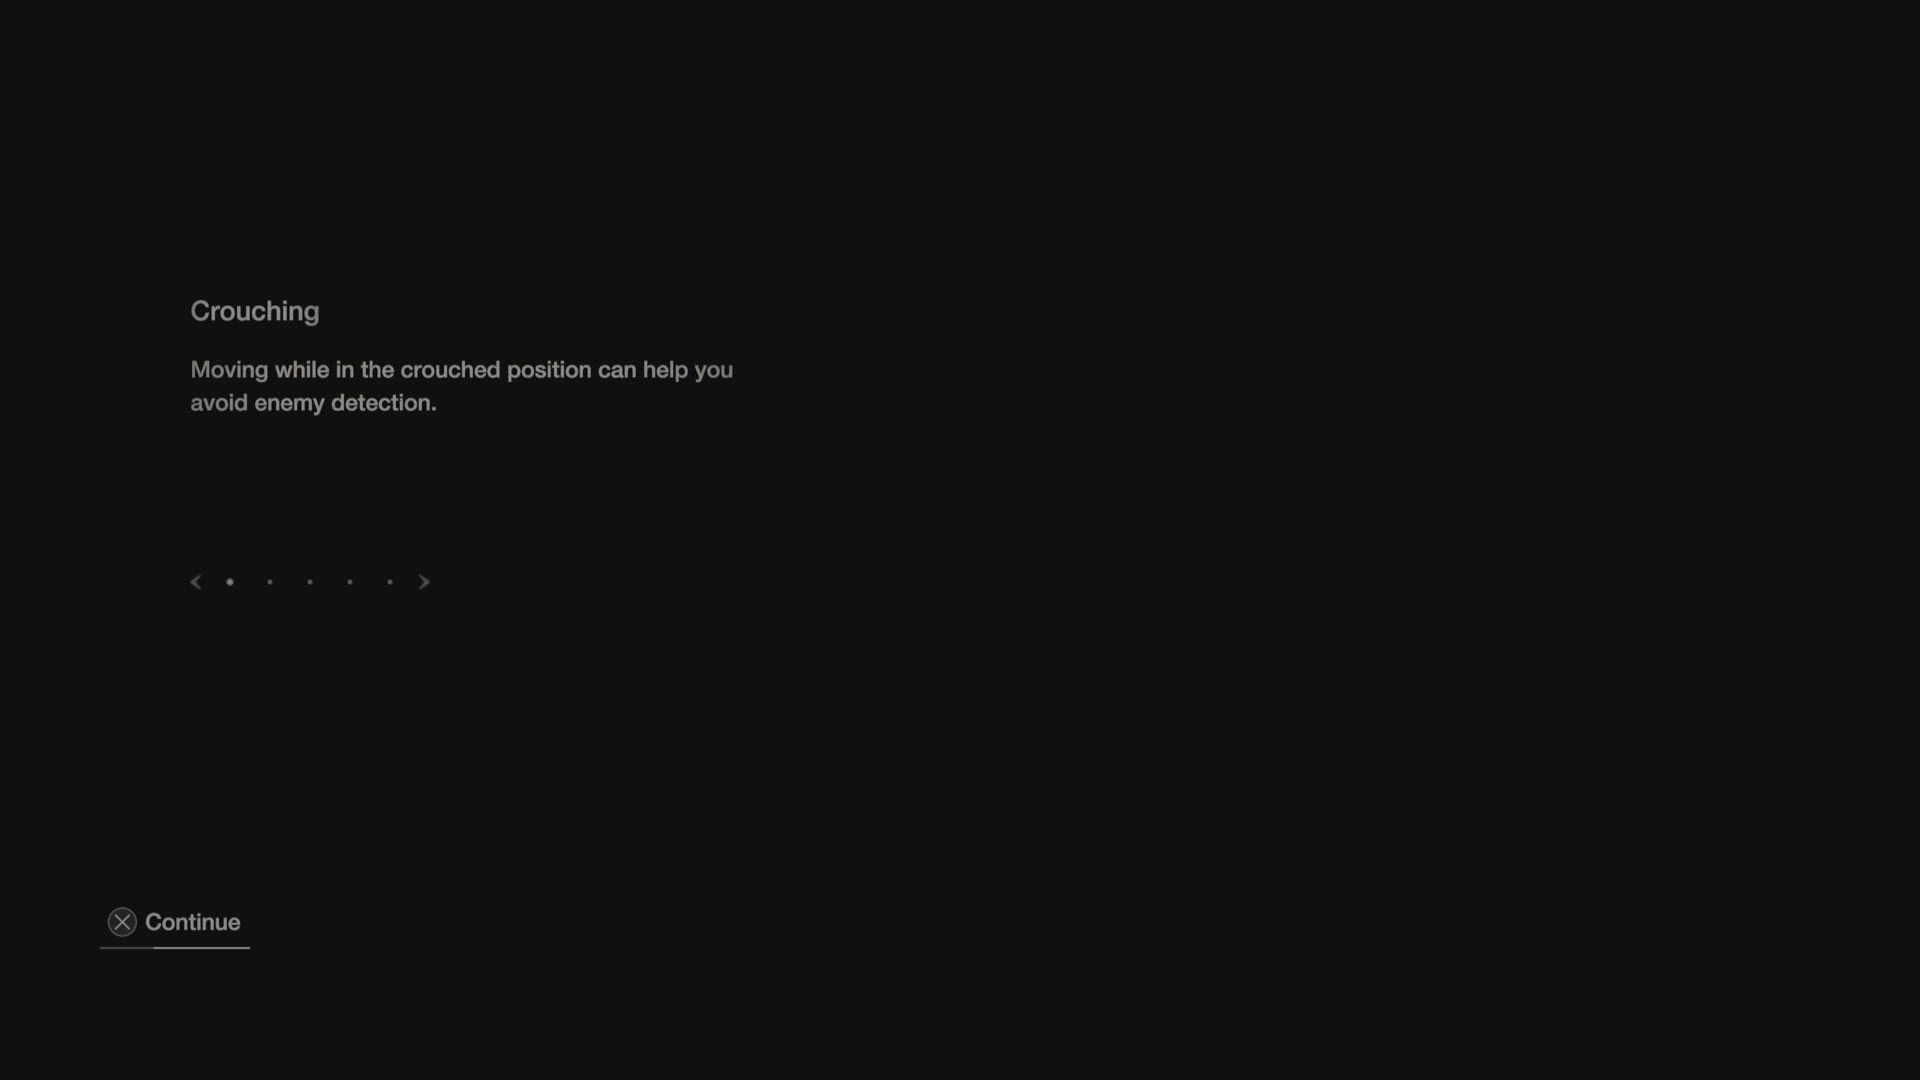 Crouching
Moving while in the crouched position can help you
avoid enemy detection.
Continue